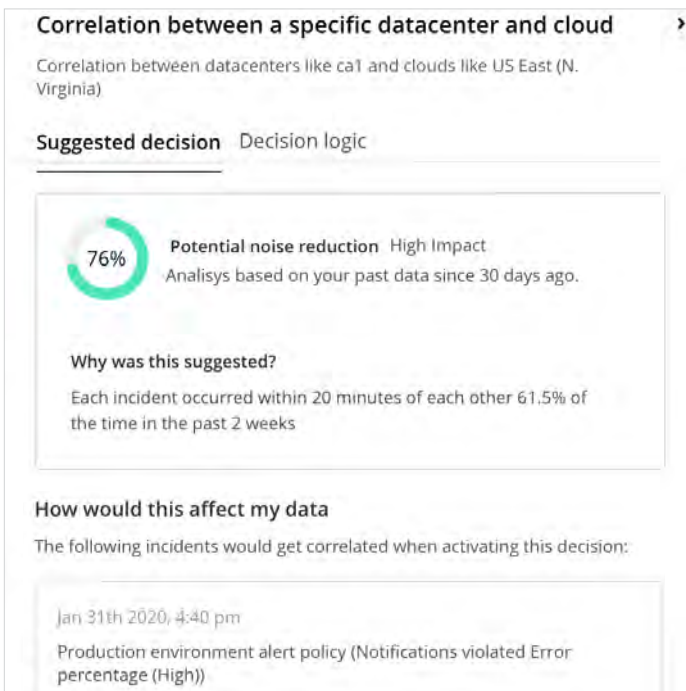 Correlation between a specific datacenter and cloud
Correlation between datacenters like ca1 and clouds like US East (N.
Virginia)
Suggested decision Decision logic
76%
Potential noise reduction High Impact
Analisys based on your past data since 30 days ago.
Why was this suggested?
Each incident occurred within 20 minutes of each other 61.5% of
the time in the past 2 weeks
How would this affect my data
The following incidents would get correlated when activating this decision:
Jan 31th 2020, 4:40 pm
Production environment alert policy (Notifications violated Error
percentage (High))